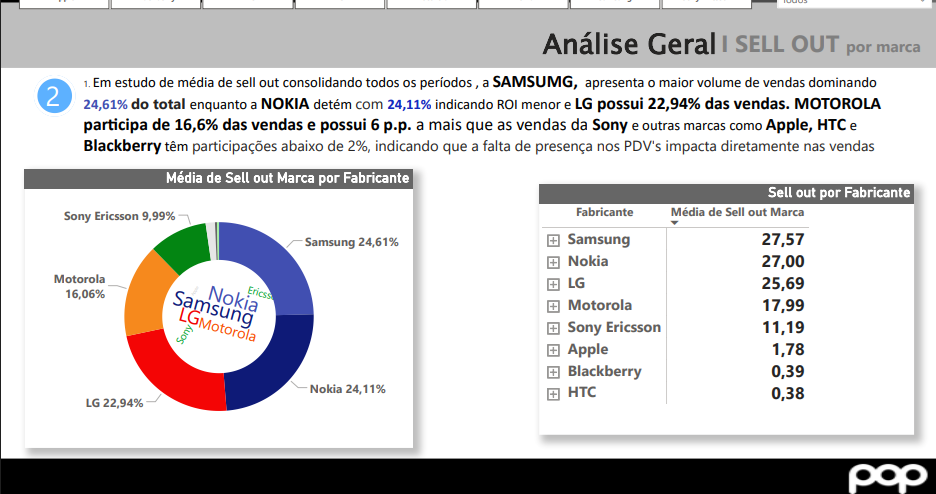 Todos
Análise Geral I SELL OUT por marca
2
1. Em estudo de média de sell out consolidando todos os períodos , a SAMSUMG, apresenta o maior volume de vendas dominando
24,61% do total enquanto a NOKIA detém com 24,11% indicando ROI menor e LG possui 22,94% das vendas. MOTOROLA
participa de 16,6% das vendas e possui 6 p.p. a mais que as vendas da Sony e outras marcas como Apple, HTC e
Blackberry têm participações abaixo de 2%, indicando que a falta de presença nos PDV's impacta diretamente nas vendas
Média de Sell out Marca por Fabricante
Sony Ericsson 9,99%
Samsung 24,61%
Motorola
16,06%
Nokia 24,11%
LG 22,94%
Ericsso
Nokia
Samsung
LG
Motorola
Sony
Sell out por Fabricante
Fabricante Média de Sell out Marca
Samsung 27,57
Nokia 27,00
LG 25,69
Motorola 17,99
Sony Ericsson 11,19
Apple 1,78
Blackberry 0,39
HTC 0,38
pop